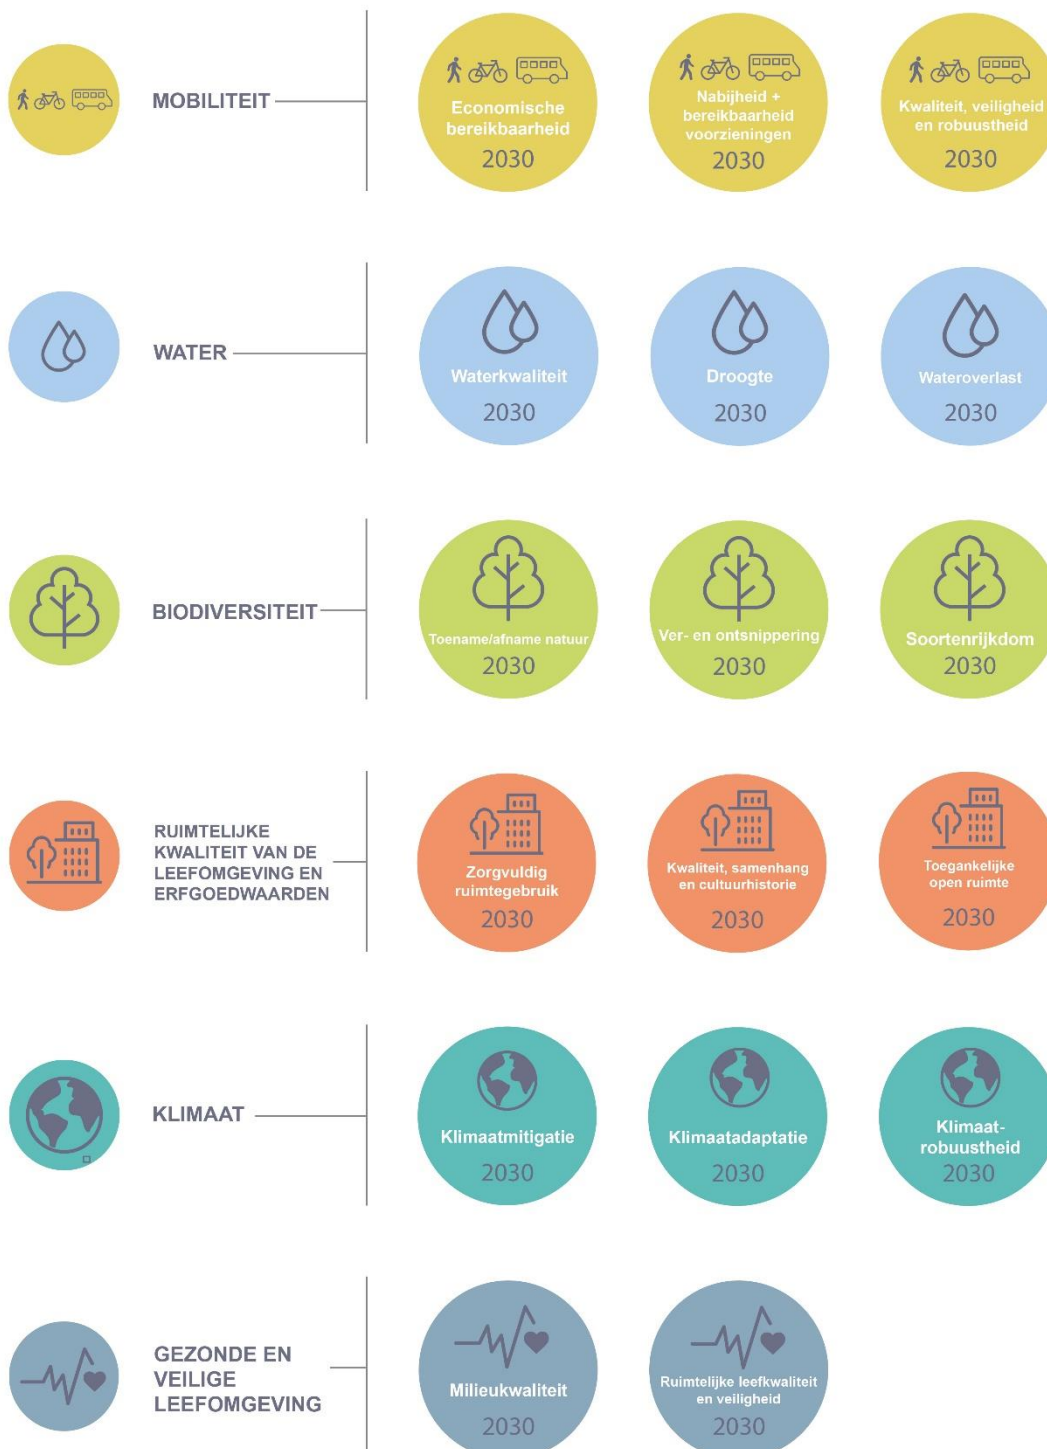 MOBILITEIT
Economische
bereikbaarheid
2030
Nabijheid +
bereikbaarheid
voorzieningen
2030
Kwaliteit, veiligheid
en robuustheid
2030
WATER
Waterkwaliteit
2030
Droogte
2030
Wateroverlast
2030
BIODIVERSITEIT
Toename/afname natuur
2030
Ver- en ontsnippering
2030
Soortenrijkdom
2030
RUIMTELIJKE
KWALITEIT VAN DE
LEEFOMGEVING EN
ERFGOEDWAARDEN
Zorgvuldig
ruimtegebruik
2030
Kwaliteit, samenhang
en cultuurhistorie
2030
Toegankelijke
open ruimte
2030
KLIMAAT
Klimaatmitigatie
2030
Klimaatadaptatie
2030
Klimaat-
robuustheid
2030
GEZONDE EN
VEILIGE
LEEFOMGEVING
Milieukwaliteit
2030
Ruimtelijke leefkwaliteit
en veiligheid
2030